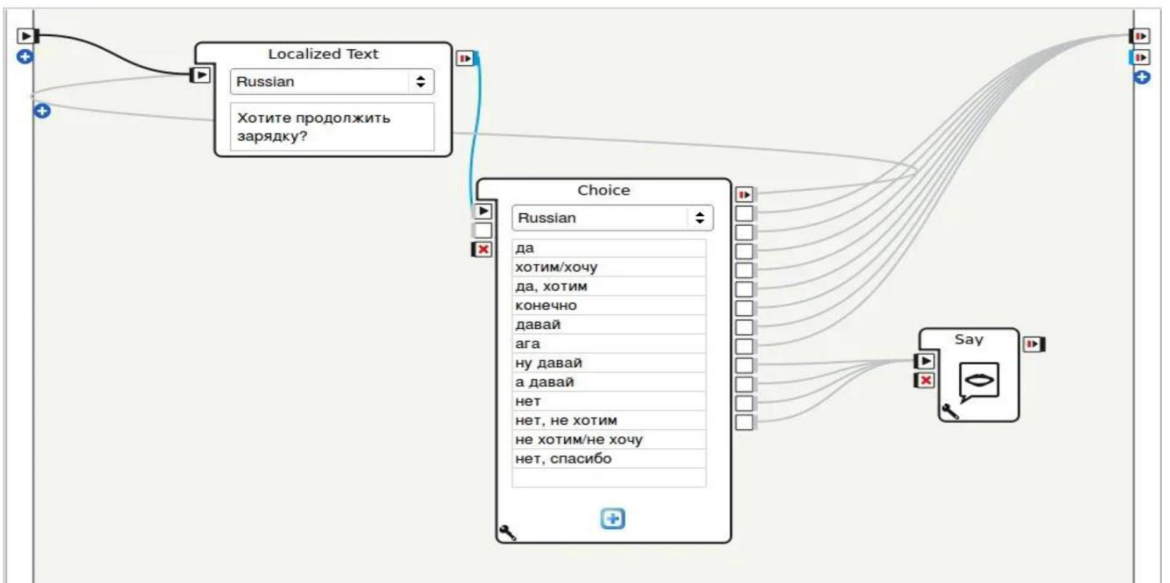 Localized Text
Russian
Хотите продолжить
зарядку?
Choice
Russian
да
хотим/хочу
да, хотим
конечно
давай
ага
ну давай
а давай
нет
нет, не хотим
не хотим/не хочу
нет, спасибо
Say